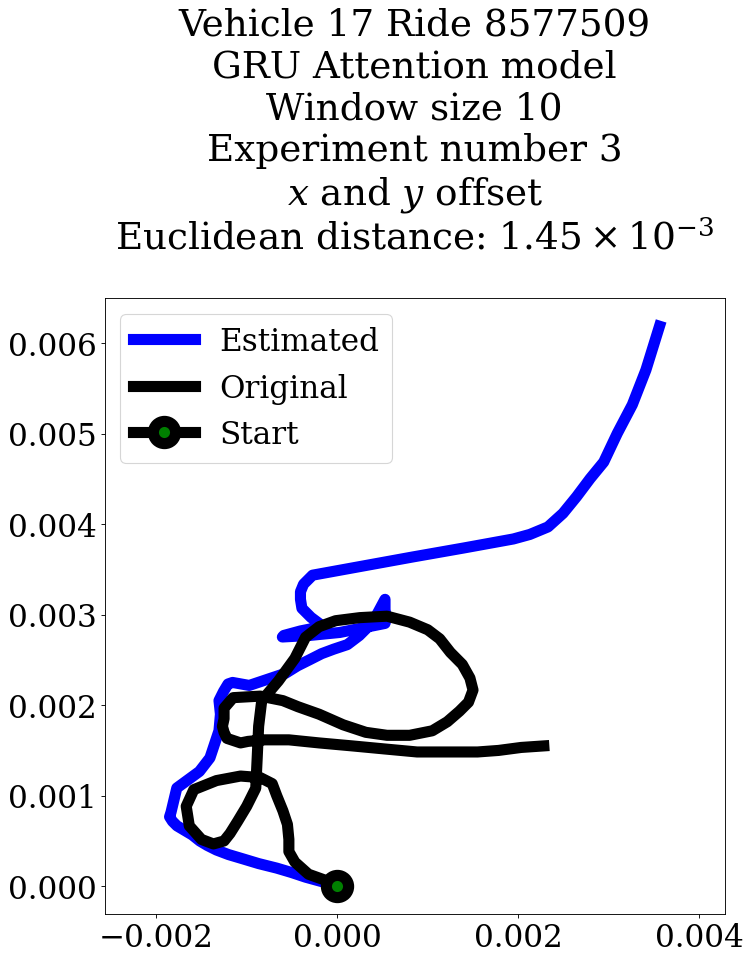 Vehicle 17 Ride 8577509
GRU Attention model
Window size 10
Experiment number 3
x and y offset
Euclidean distance: 1.45 × 10⁻³
Estimated
Original
Start
0.006
0.005
0.004
0.003
0.002
0.001
0.000
−0.002 0.000 0.002 0.004